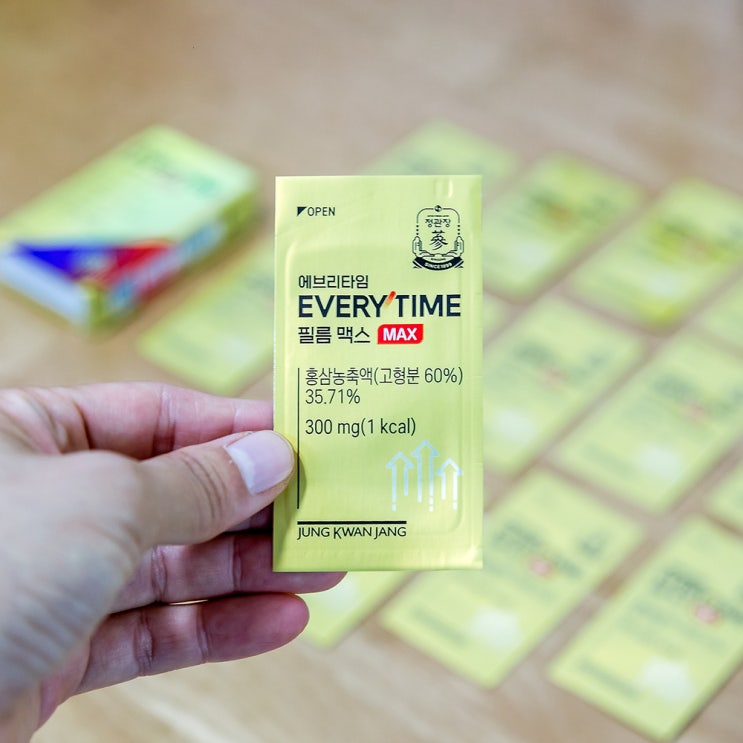 OPEN
정관장
蔘
SINCE 1899
에브리타임
EVERY'TIME
필름 맥스 MAX
홍삼농축액(고형분 60%)
35.71%
300 mg(1 kcal)
JUNG KWAN JANG